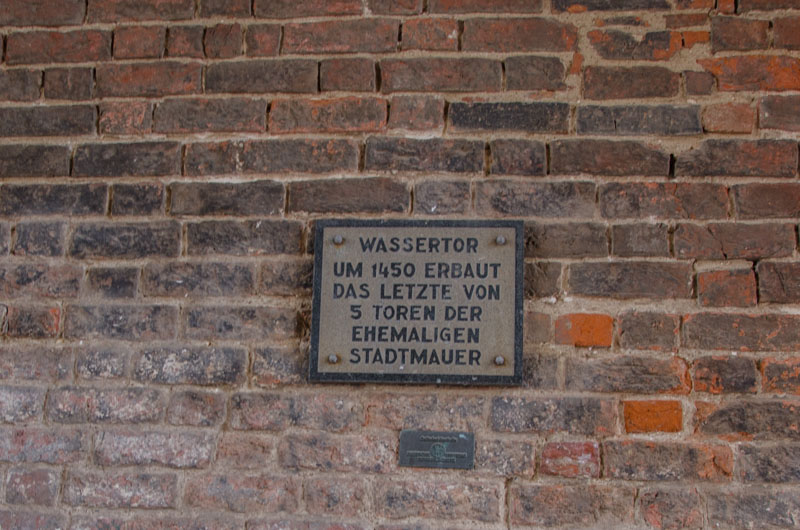 WASSERTOR
UM 1450 ERBAUT
DAS LETZTE VON
5 TOREN DER
EHEMALIGEN
STADTMAUER